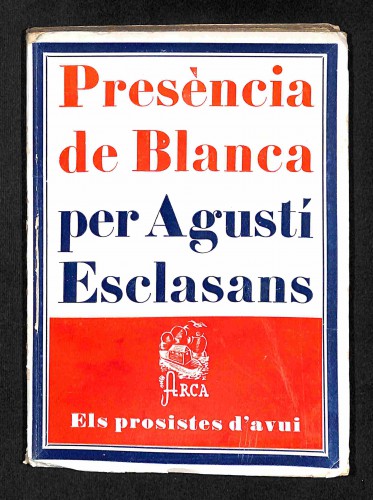 Presència
de Blanca
per Agustí
Esclasans
ARCA
Els prosistes d'avui